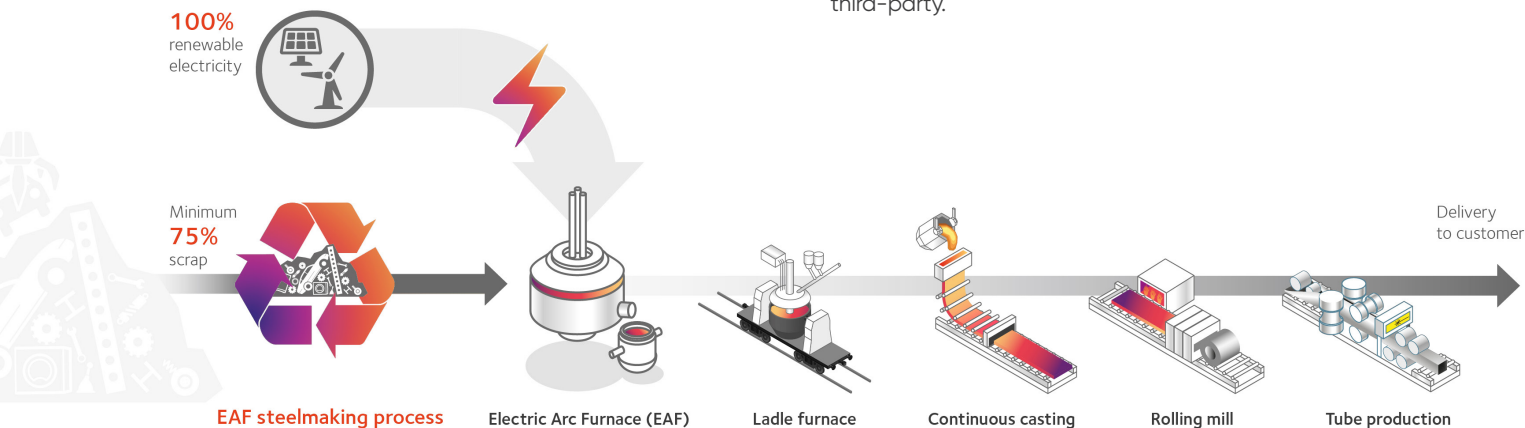 third-party.
100%
renewable
electricity
Minimum
75%
scrap
Delivery
to customer
EAF steelmaking process
Electric Arc Furnace (EAF)
Ladle furnace
Continuous casting
Rolling mill
Tube production